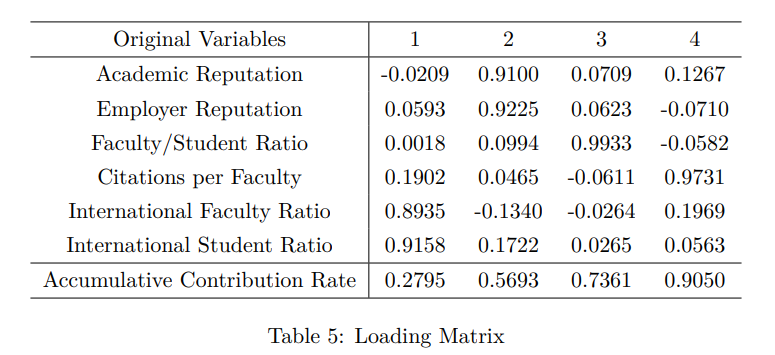 Original Variables 1 2 3 4
Academic Reputation -0.0209 0.9100 0.0709 0.1267
Employer Reputation 0.0593 0.9225 0.0623 -0.0710
Faculty/Student Ratio 0.0018 0.0994 0.9933 -0.0582
Citations per Faculty 0.1902 0.0465 -0.0611 0.9731
International Faculty Ratio 0.8935 -0.1340 -0.0264 0.1969
International Student Ratio 0.9158 0.1722 0.0265 0.0563
Accumulative Contribution Rate 0.2795 0.5693 0.7361 0.9050
Table 5: Loading Matrix